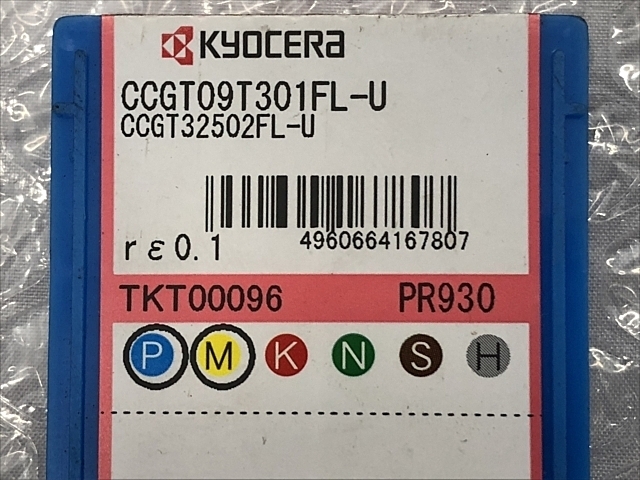 KYOCERA
CCGT09T301FL-U
CCGT32502FL-U
4960664167807
rε0.1
TKT00096 PR930
P M K N S H